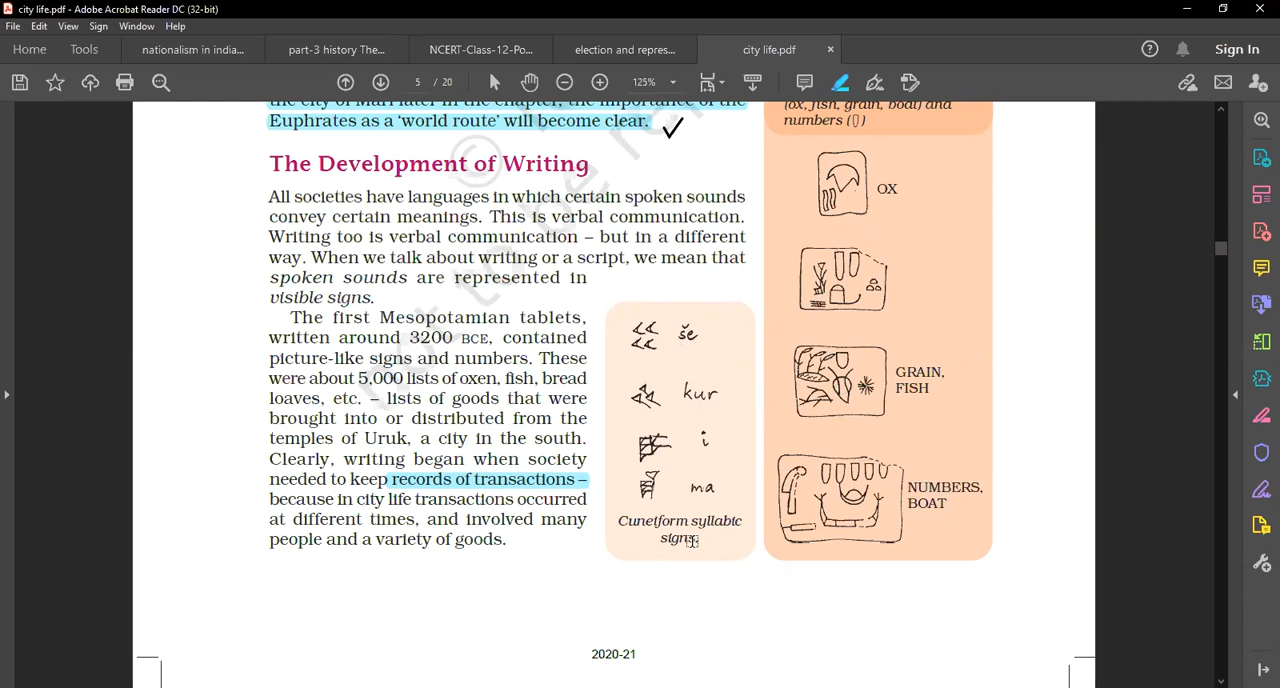 city life.pdf - Adobe Acrobat Reader DC (32-bit)
File Edit View Sign Window Help
Home Tools nationalism in india... part-3 history The... NCERT-Class-12-Po... election and repres... city life.pdf × Sign In
5 / 20 125%
Euphrates as a ‘world route’ will become clear.
The Development of Writing
All societies have languages in which certain spoken sounds
convey certain meanings. This is verbal communication.
Writing too is verbal communication – but in a different
way. When we talk about writing or a script, we mean that
spoken sounds are represented in
visible signs.
The first Mesopotamian tablets,
written around 3200 BCE, contained
picture-like signs and numbers. These
were about 5,000 lists of oxen, fish, bread
loaves, etc. – lists of goods that were
brought into or distributed from the
temples of Uruk, a city in the south.
Clearly, writing began when society
needed to keep records of transactions –
because in city life transactions occurred
at different times, and involved many
people and a variety of goods.
še
kur
i
ma
Cuneiform syllabic
signs
(ox, fish, grain, boat) and
numbers
OX
GRAIN,
FISH
NUMBERS,
BOAT
© not to be re
2020-21